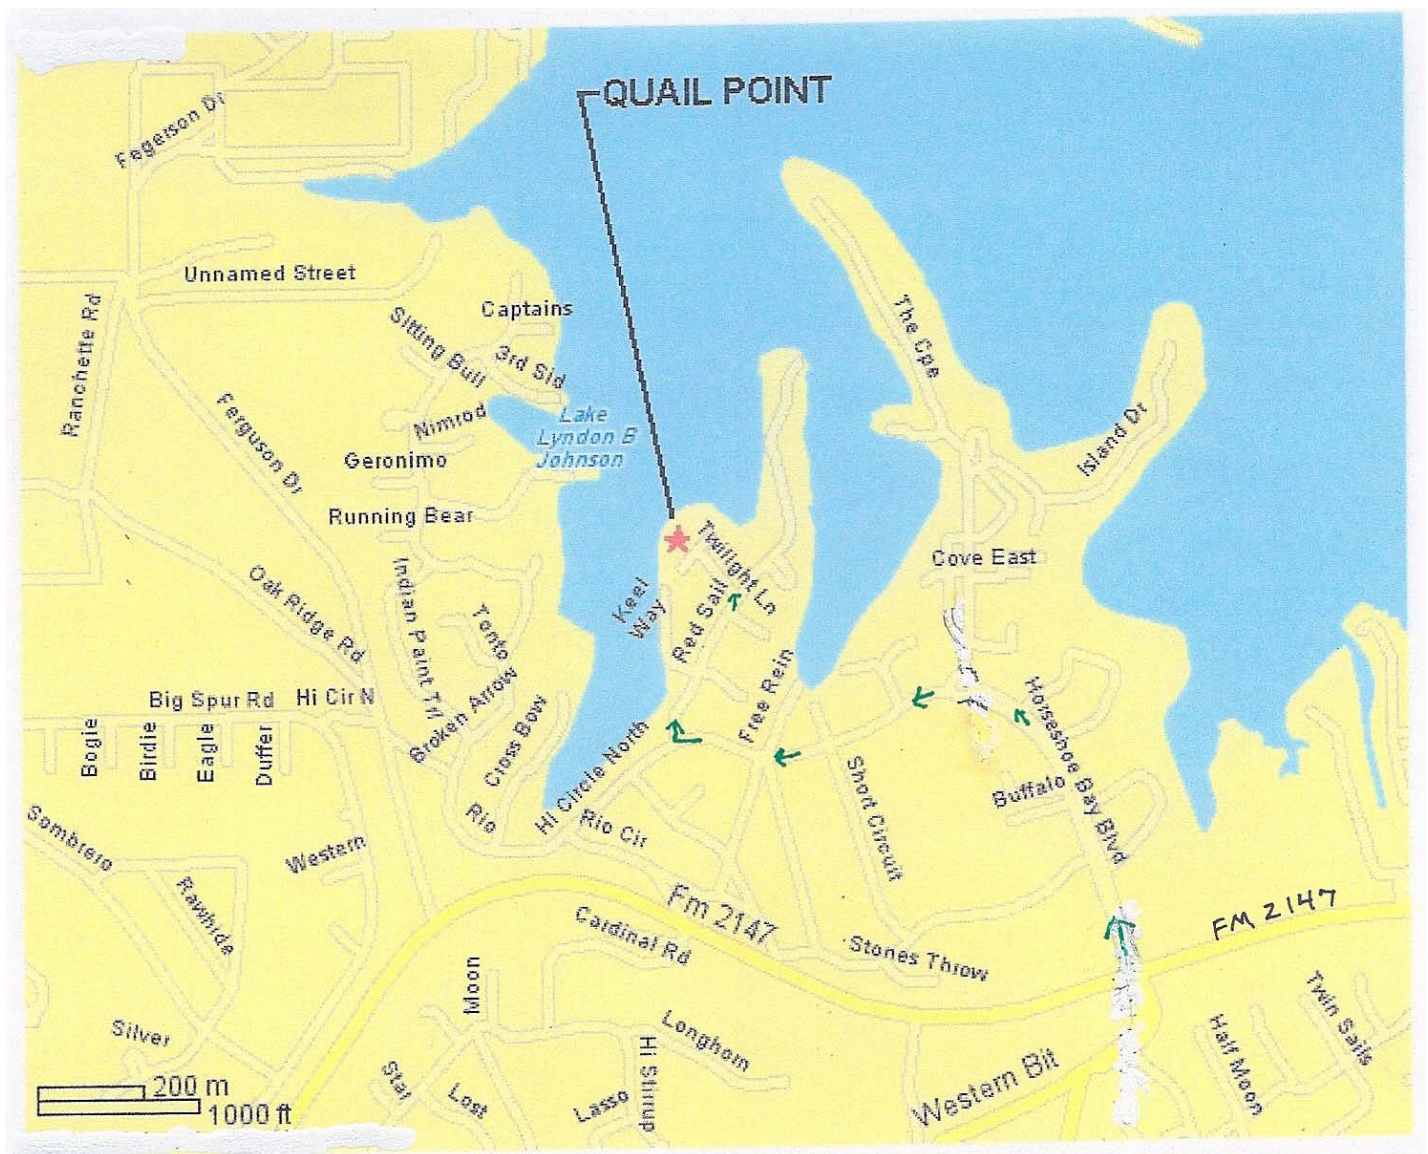 QUAIL POINT
Fegerson Dr
Unnamed Street
Ranchette Rd
Captains
Sitting Bull
3rd Sld
The Cpe
Nimrod
Lake
Lyndon B
Johnson
Ferguson Dr
Geronimo
Island Dr
Running Bear
Twilight Ln
Cove East
Oak Ridge Rd
Indian Paint Trl
Tonto
Keel
Way
Red Sail
Free Rein
Big Spur Rd
Hi Cir N
Broken Arrow
Cross Bow
Horseshoe Bay Blvd
Bogie
Birdie
Eagle
Duffer
Hi Circle North
Short Circuit
Buffalo
Sombrero
Western
Rio
Rio Cir
Rawhide
Fm 2147
FM 2147
Cardinal Rd
Stones Throw
Moon
Silver
Longhorn
Hi Stirrup
Half Moon
Twin Sails
Star
Lost
Lasso
Western Bit
200 m
1000 ft